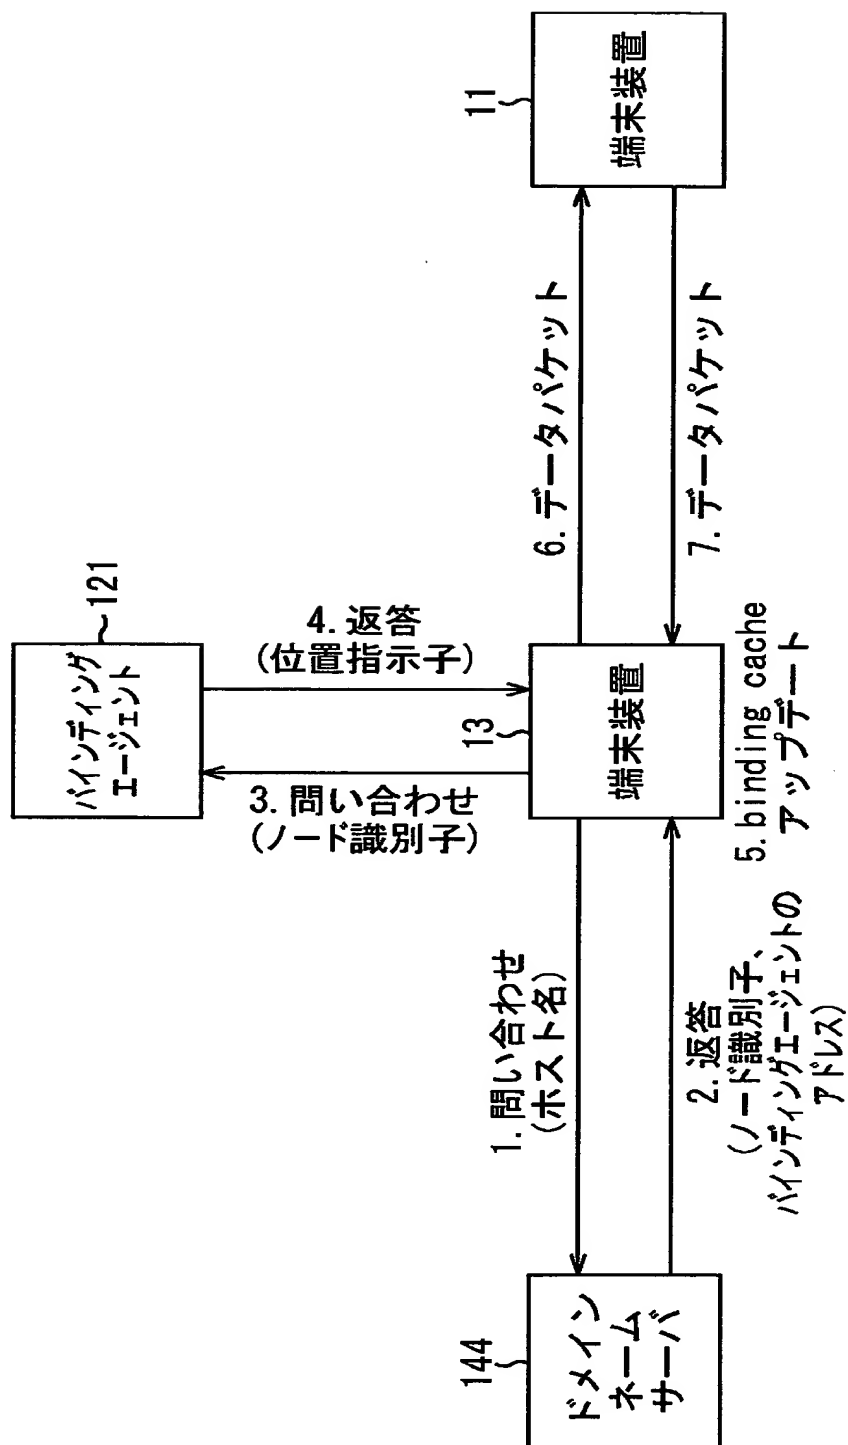 121
バインディング
エージェント
4. 返答
(位置指示子)
3. 問い合わせ
(ノード識別子)
144
ドメイン
ネーム
サーバ
1. 問い合わせ
(ホスト名)
2. 返答
(ノード識別子、
バインディングエージェントの
アドレス)
13
端末装置
5. binding cache
アップデート
6. データパケット
7. データパケット
11
端末装置